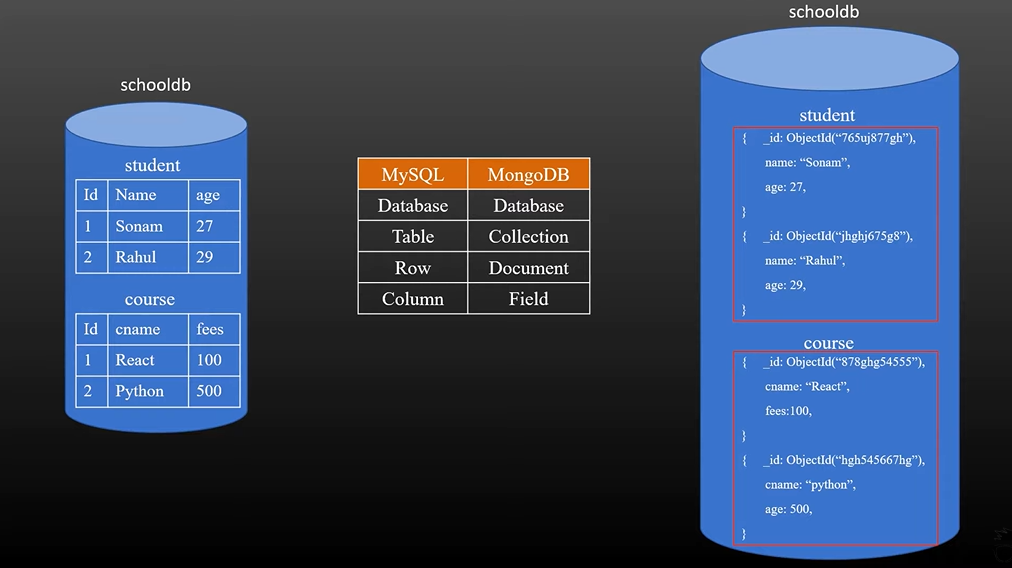 schooldb
student
Id Name age
1 Sonam 27
2 Rahul 29
course
Id cname fees
1 React 100
2 Python 500
MySQL MongoDB
Database Database
Table Collection
Row Document
Column Field
schooldb
student
{ _id: ObjectId(“765uj877gh”),
name: “Sonam”,
age: 27,
}
{ _id: ObjectId(“jhghj675g8”),
name: “Rahul”,
age: 29,
}
course
{ _id: ObjectId(“878ghg54555”),
cname: “React”,
fees:100,
}
{ _id: ObjectId(“hgh545667hg”),
cname: “python”,
age: 500,
}